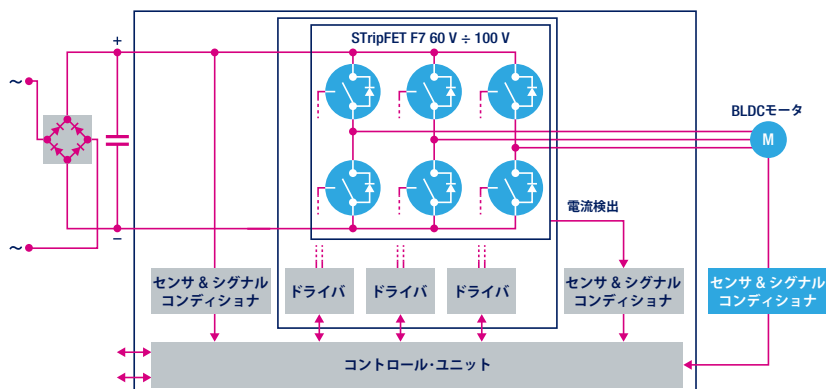 STripFET F7 60 V ÷ 100 V
+
~
BLDCモータ
M
電流検出
~
−
センサ & シグナル
コンディショナ
ドライバ
ドライバ
ドライバ
センサ & シグナル
コンディショナ
センサ & シグナル
コンディショナ
コントロール・ユニット